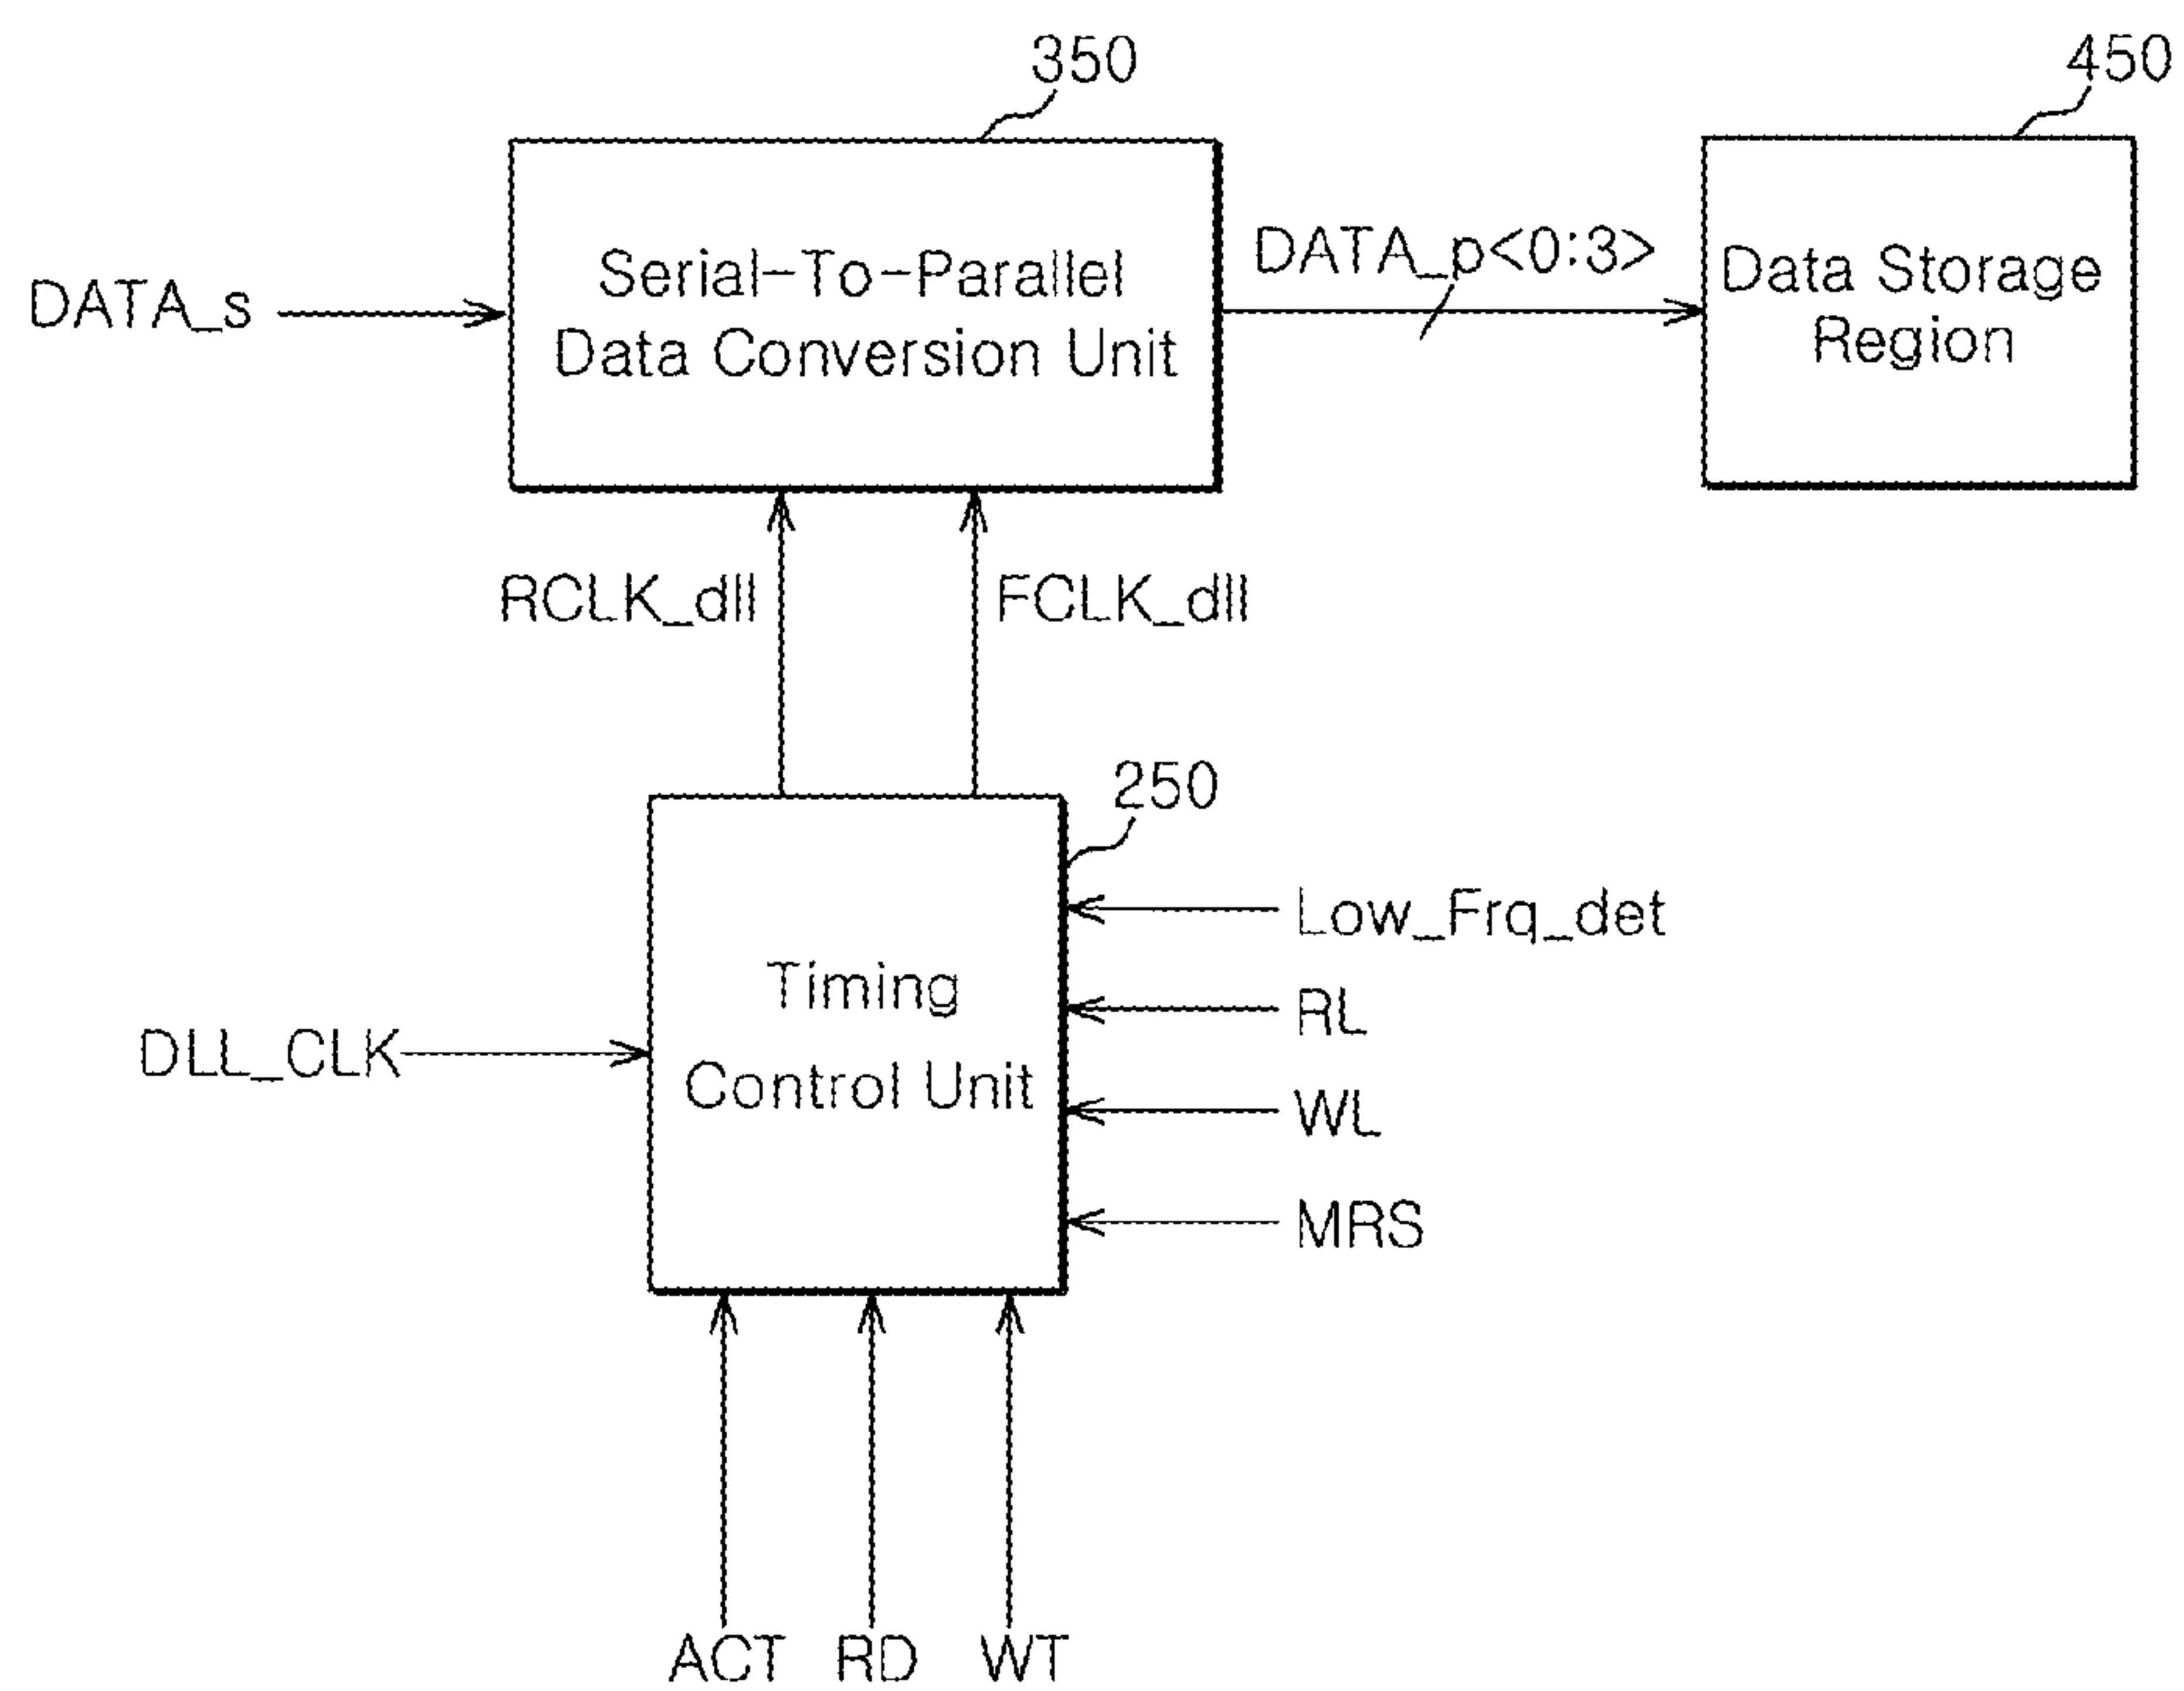 350
450
DATA_s
Serial-To-Parallel
Data Conversion Unit
DATA_p<0:3>
Data Storage
Region
RCLK_dll
FCLK_dll
250
Low_Frq_det
RL
WL
MRS
DLL_CLK
Timing
Control Unit
ACT RD WT